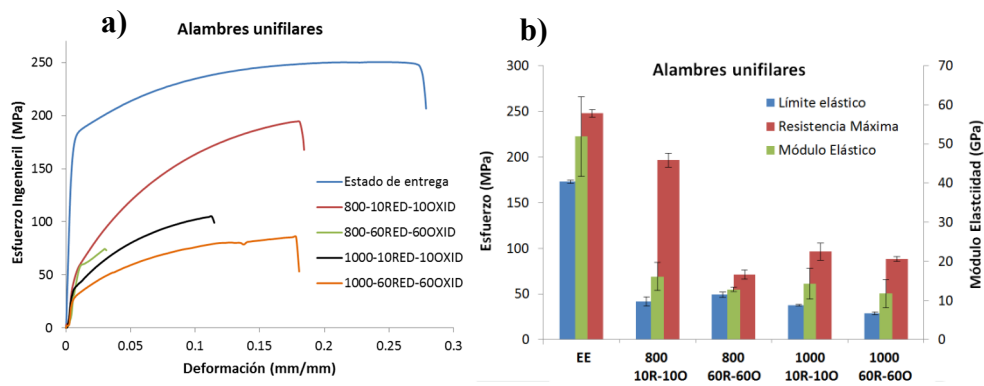 a)
Alambres unifilares
Esfuerzo Ingenieril (MPa)
300
250
200
150
100
50
0
0
0.05
0.1
0.15
0.2
0.25
0.3
Deformación (mm/mm)
Estado de entrega
800-10RED-10OXID
800-60RED-60OXID
1000-10RED-10OXID
1000-60RED-60OXID
b)
Alambres unifilares
Esfuerzo (MPa)
300
250
200
150
100
50
0
Límite elástico
Resistencia Máxima
Módulo Elástico
70
60
50
40
30
20
10
0
Módulo Elastciidad (GPa)
EE
800
10R-10O
800
60R-60O
1000
10R-10O
1000
60R-60O